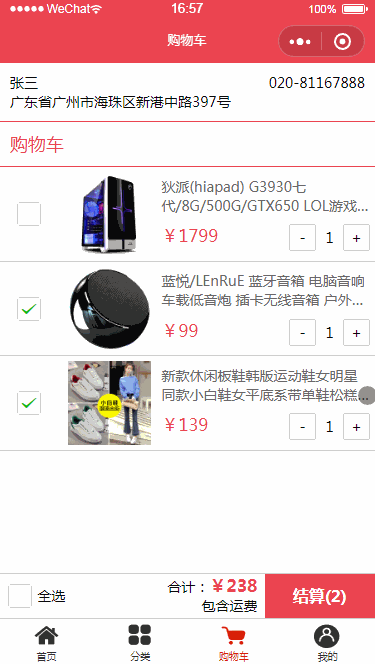 WeChat 16:57 100%
购物车
张三 020-81167888
广东省广州市海珠区新港中路397号
购物车
狄派(hiapad) G3930七
代/8G/500G/GTX650 LOL游戏...
￥1799 - 1 +
蓝悦/LEnRuE 蓝牙音箱 电脑音响
车载低音炮 插卡无线音箱 户外...
￥99 - 1 +
新款休闲板鞋韩版运动鞋女明星
同款小白鞋女平底系带单鞋松糕...
小白鞋
￥139 - 1 +
全选 合计：￥238 结算(2)
包含运费
首页 分类 购物车 我的